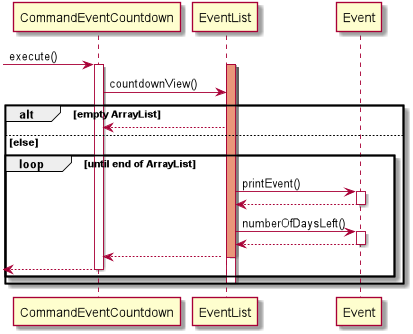 CommandEventCountdown EventList Event
execute()
countdownView()
alt [empty ArrayList]
[else]
loop [until end of ArrayList]
printEvent()
numberOfDaysLeft()
CommandEventCountdown EventList Event